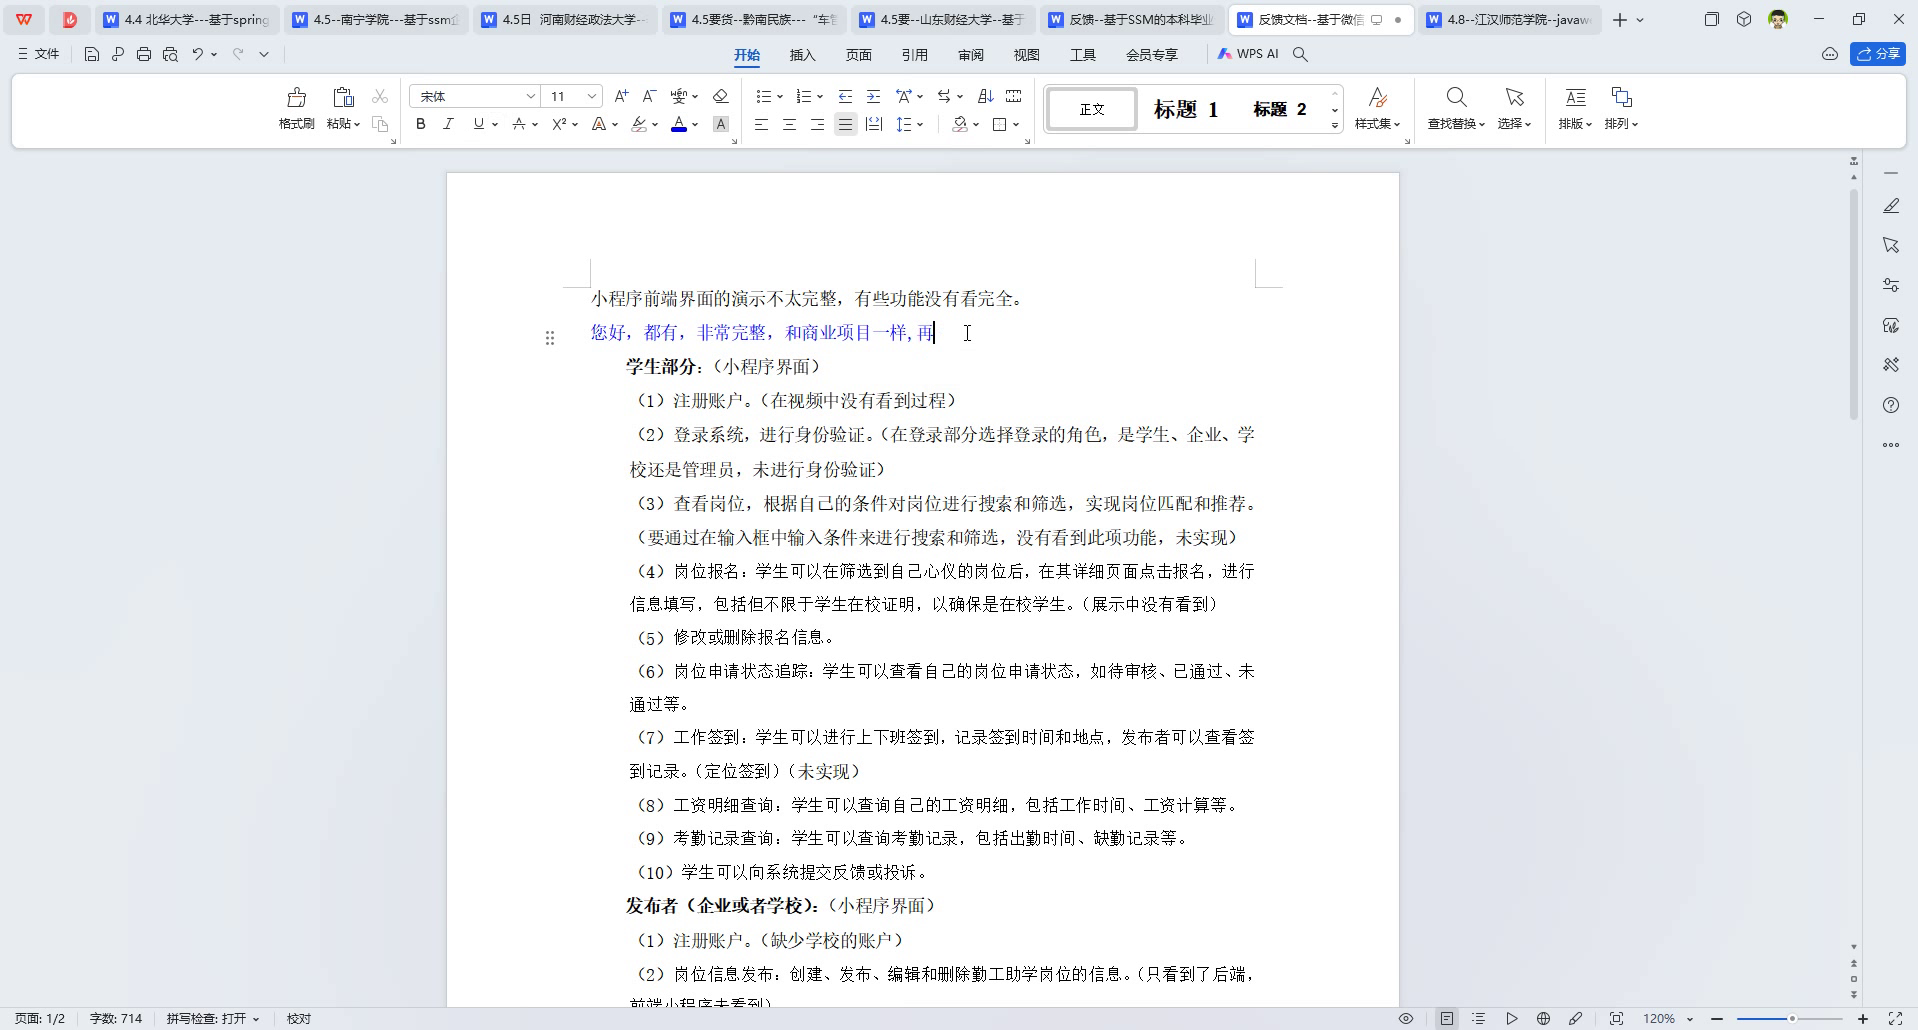 4.4 北华大学---基于spring
4.5--南宁学院---基于ssm企
4.5日 河南财经政法大学--
4.5要货--黔南民族---“车智
4.5要--山东财经大学--基于
反馈--基于SSM的本科毕业
反馈文档--基于微信
4.8--江汉师范学院--javawe
文件
开始 插入 页面 引用 审阅 视图 工具 会员专享 WPS AI
分享
格式刷 粘贴
宋体 11
正文 标题 1 标题 2
样式集 查找替换 选择 排版 排列
小程序前端界面的演示不太完整，有些功能没有看完全。
您好，都有，非常完整，和商业项目一样,再
学生部分：（小程序界面）
（1）注册账户。（在视频中没有看到过程）
（2）登录系统，进行身份验证。（在登录部分选择登录的角色，是学生、企业、学
校还是管理员，未进行身份验证）
（3）查看岗位，根据自己的条件对岗位进行搜索和筛选，实现岗位匹配和推荐。
（要通过在输入框中输入条件来进行搜索和筛选，没有看到此项功能，未实现）
（4）岗位报名：学生可以在筛选到自己心仪的岗位后，在其详细页面点击报名，进行
信息填写，包括但不限于学生在校证明，以确保是在校学生。（展示中没有看到）
（5）修改或删除报名信息。
（6）岗位申请状态追踪：学生可以查看自己的岗位申请状态，如待审核、已通过、未
通过等。
（7）工作签到：学生可以进行上下班签到，记录签到时间和地点，发布者可以查看签
到记录。（定位签到）（未实现）
（8）工资明细查询：学生可以查询自己的工资明细，包括工作时间、工资计算等。
（9）考勤记录查询：学生可以查询考勤记录，包括出勤时间、缺勤记录等。
（10）学生可以向系统提交反馈或投诉。
发布者（企业或者学校）：（小程序界面）
（1）注册账户。（缺少学校的账户）
（2）岗位信息发布：创建、发布、编辑和删除勤工助学岗位的信息。（只看到了后端，
前端小程序未看到）
页面: 1/2 字数: 714 拼写检查: 打开 校对
120%